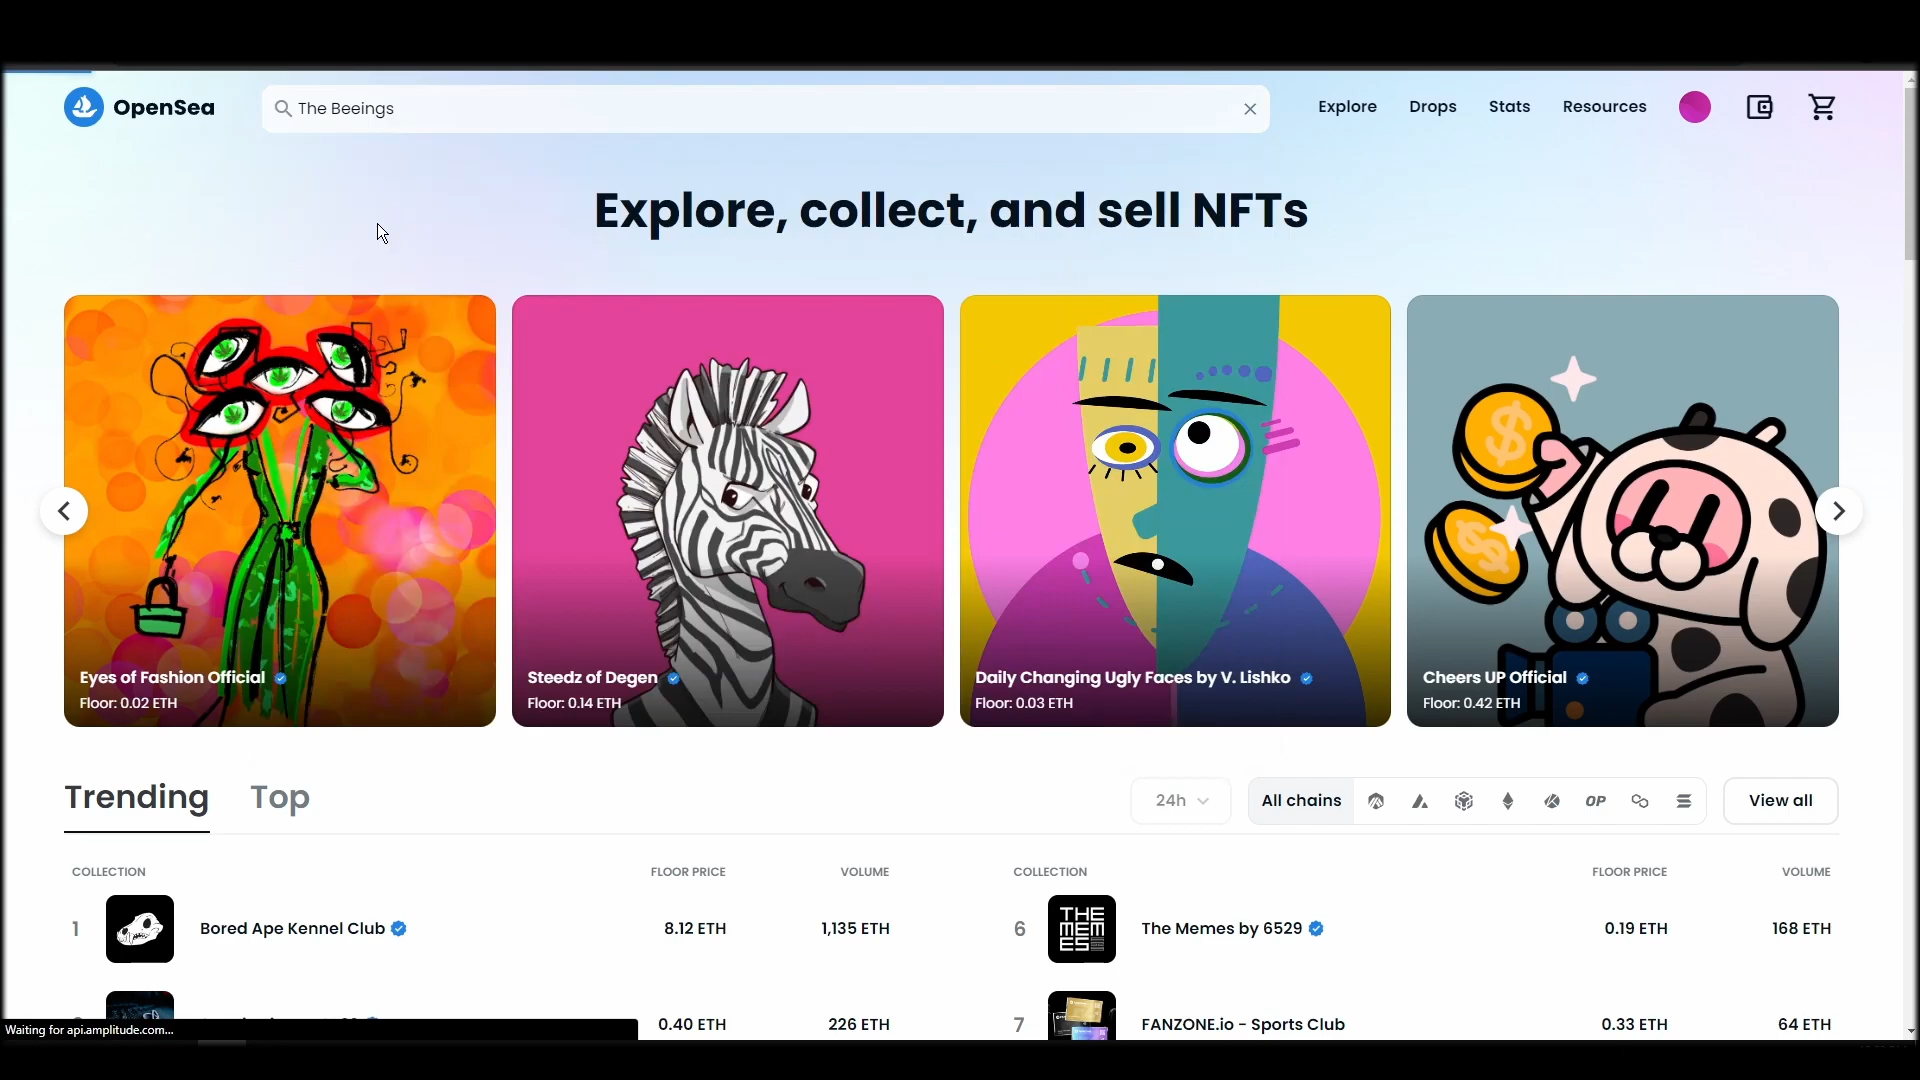 OpenSea
The Beeings
Explore
Drops
Stats
Resources
Explore, collect, and sell NFTs
Eyes of Fashion Official
Floor: 0.02 ETH
Steedz of Degen
Floor: 0.14 ETH
Daily Changing Ugly Faces by V. Lishko
Floor: 0.03 ETH
Cheers UP Official
Floor: 0.42 ETH
Trending
Top
24h
All chains
OP
View all
COLLECTION
FLOOR PRICE
VOLUME
COLLECTION
FLOOR PRICE
VOLUME
1
Bored Ape Kennel Club
8.12 ETH
1,135 ETH
6
THE
MEM
ES
The Memes by 6529
0.19 ETH
168 ETH
0.40 ETH
226 ETH
7
FANZONE.io - Sports Club
0.33 ETH
64 ETH
Waiting for api.amplitude.com...